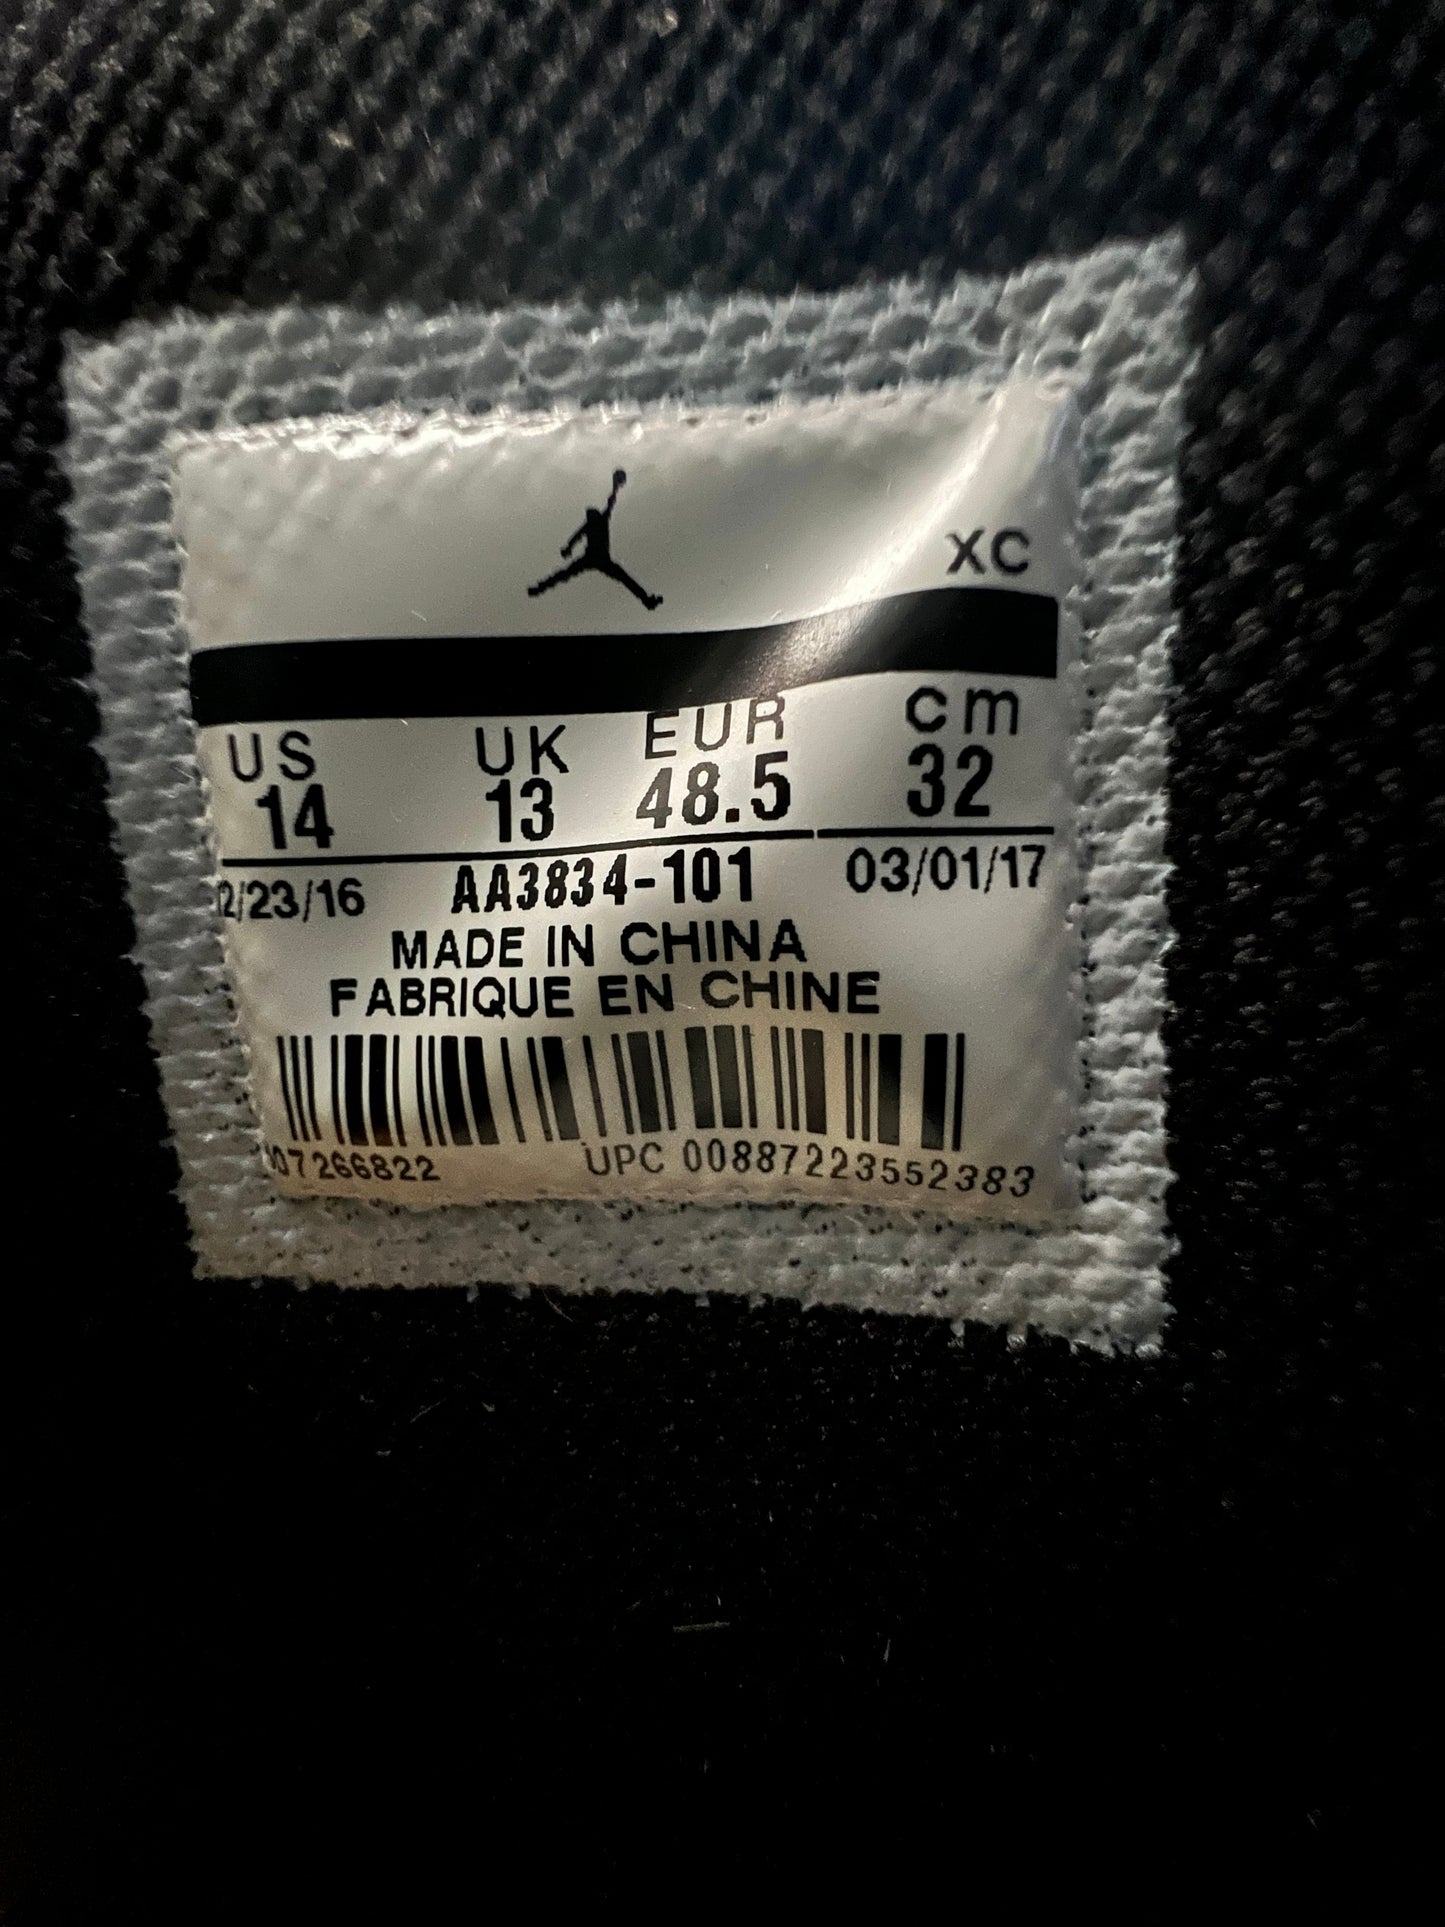 XC
US UK EUR cm
14 13 48.5 32
2/23/16 AA3834-101 03/01/17
MADE IN CHINA
FABRIQUE EN CHINE
07266822 UPC 00887223552383